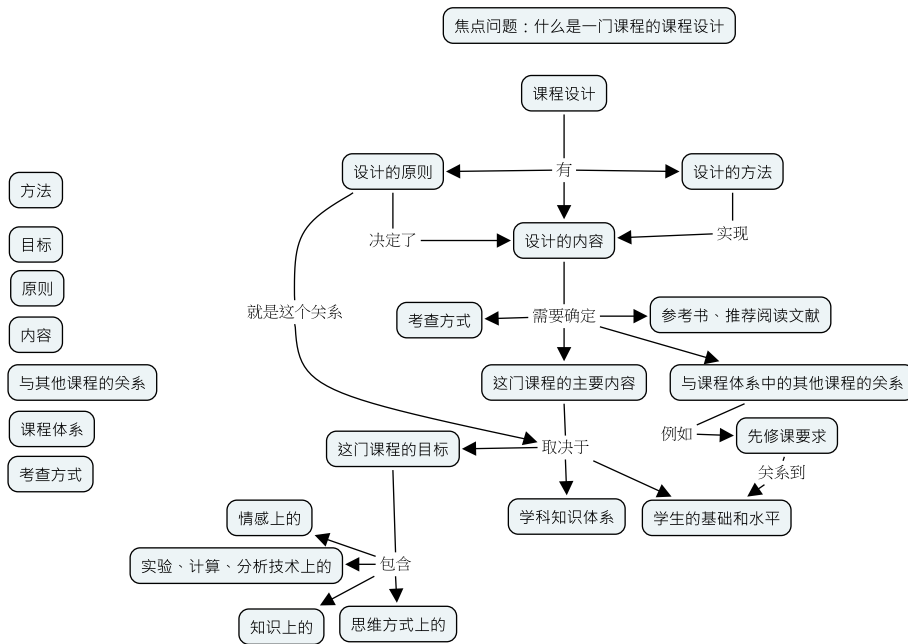 焦点问题：什么是一门课程的课程设计
课程设计
设计的原则
有
设计的方法
方法
决定了
设计的内容
实现
目标
原则
就是这个关系
考查方式
需要确定
参考书、推荐阅读文献
内容
与其他课程的关系
这门课程的主要内容
与课程体系中的其他课程的关系
课程体系
这门课程的目标
取决于
例如
先修课要求
考查方式
关系到
情感上的
学科知识体系
学生的基础和水平
实验、计算、分析技术上的
包含
知识上的
思维方式上的